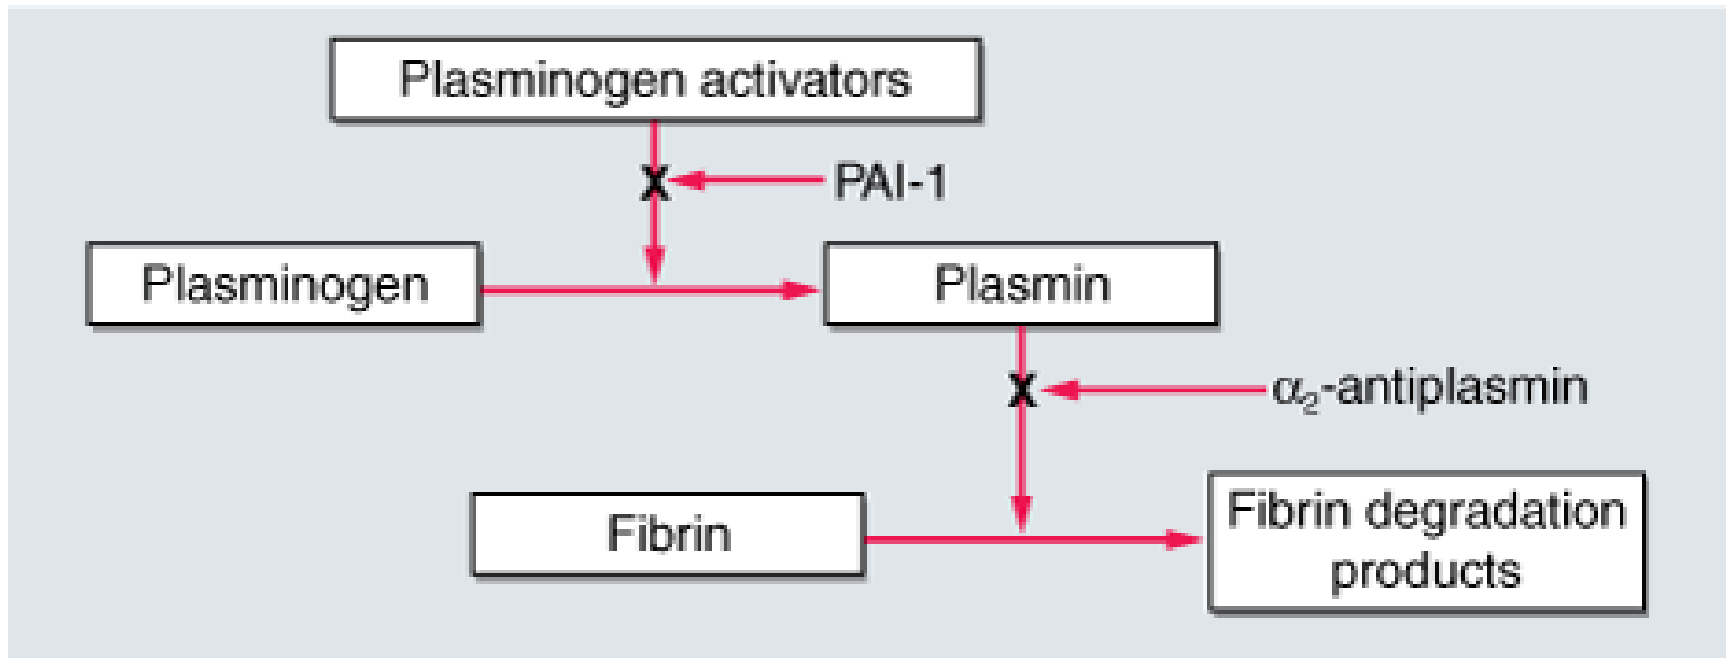 Plasminogen activators
PAI-1
Plasminogen
Plasmin
α₂-antiplasmin
Fibrin
Fibrin degradation
products